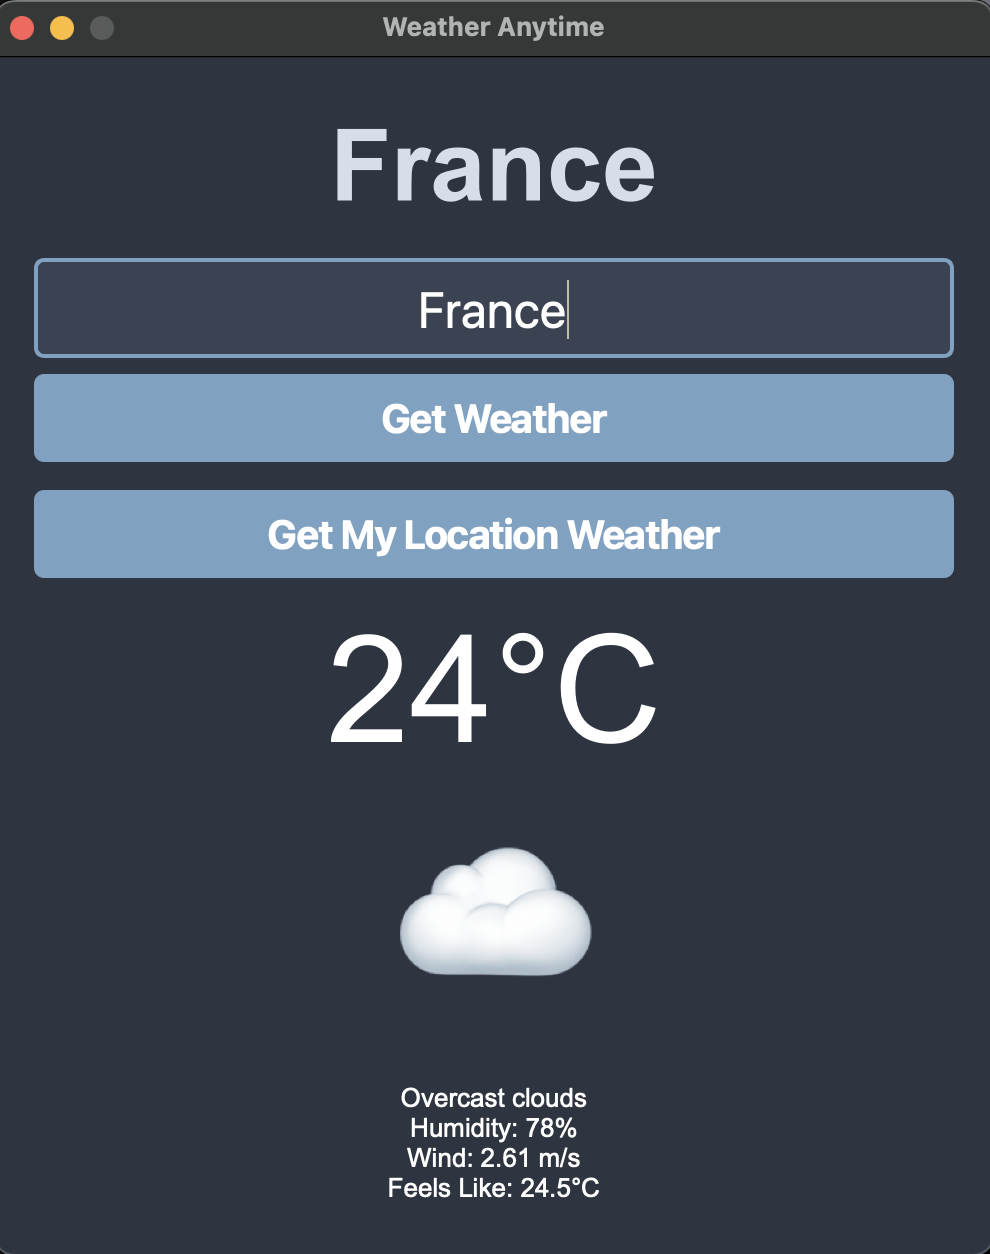 Weather Anytime
France
France
Get Weather
Get My Location Weather
24°C
Overcast clouds
Humidity: 78%
Wind: 2.61 m/s
Feels Like: 24.5°C